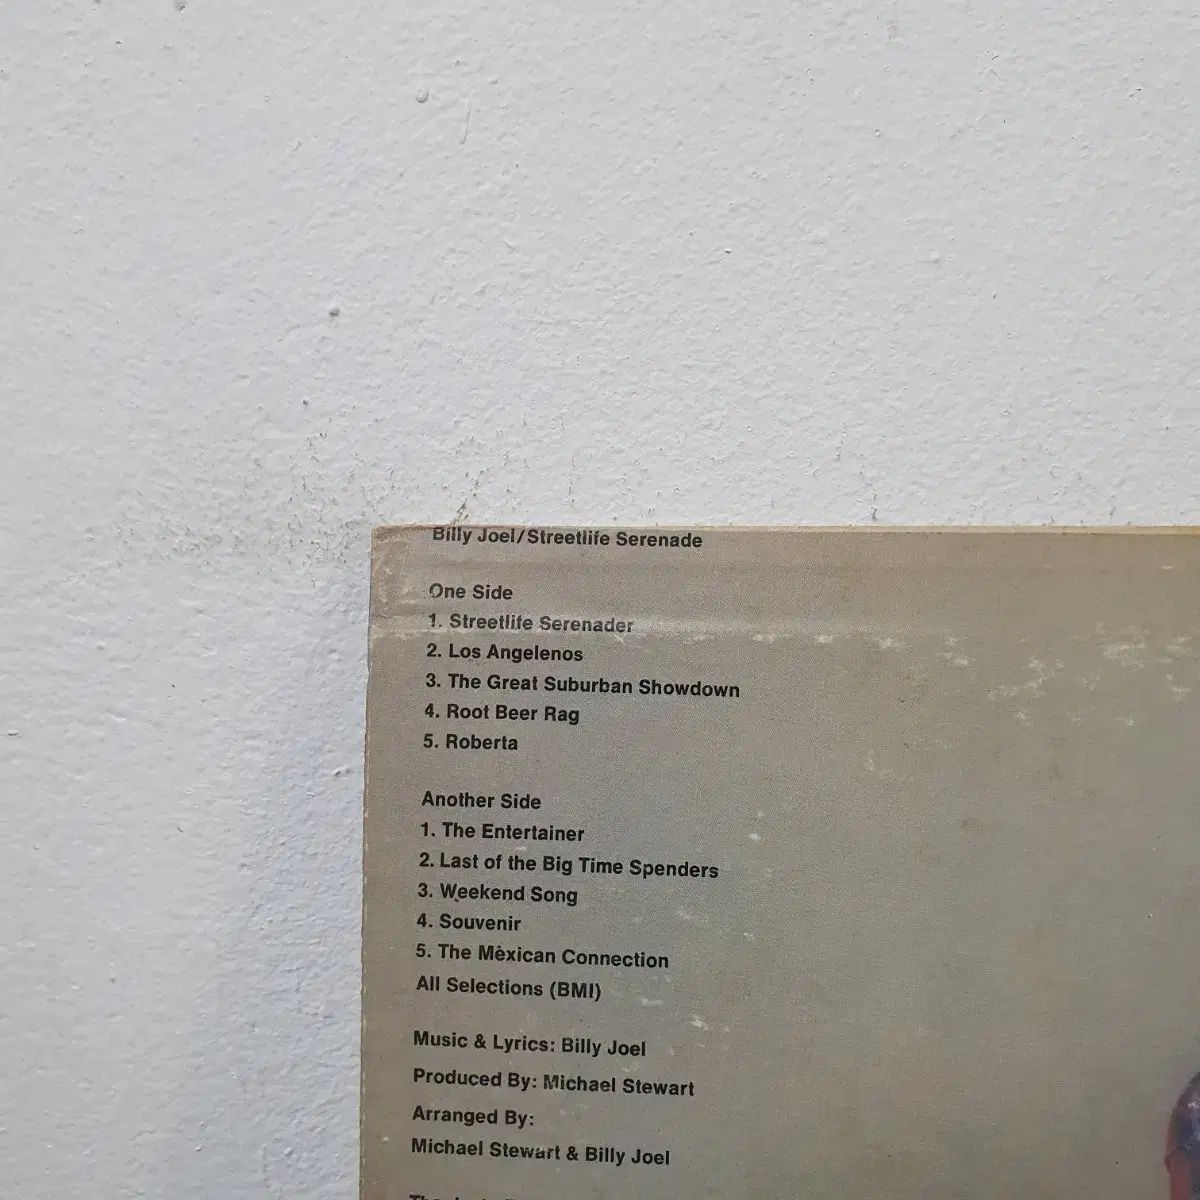 Billy Joel/Streetlife Serenade
One Side
1. Streetlife Serenader
2. Los Angelenos
3. The Great Suburban Showdown
4. Root Beer Rag
5. Roberta
Another Side
1. The Entertainer
2. Last of the Big Time Spenders
3. Weekend Song
4. Souvenir
5. The Mexican Connection
All Selections (BMI)
Music & Lyrics: Billy Joel
Produced By: Michael Stewart
Arranged By:
Michael Stewart & Billy Joel